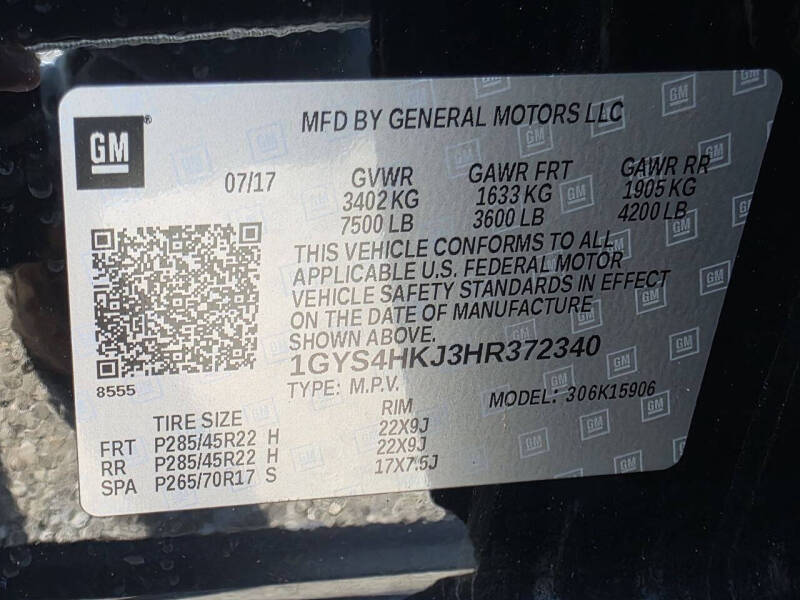 MFD BY GENERAL MOTORS LLC
GM®
07/17 GVWR GAWR FRT GAWR RR
3402 KG 1633 KG 1905 KG
7500 LB 3600 LB 4200 LB
THIS VEHICLE CONFORMS TO ALL
APPLICABLE U.S. FEDERAL MOTOR
VEHICLE SAFETY STANDARDS IN EFFECT
ON THE DATE OF MANUFACTURE
SHOWN ABOVE.
1GYS4HKJ3HR372340
8555
TYPE: M.P.V. MODEL: 306K15906
TIRE SIZE RIM
FRT P285/45R22 H 22X9J
RR P285/45R22 H 22X9J
SPA P265/70R17 S 17X7.5J